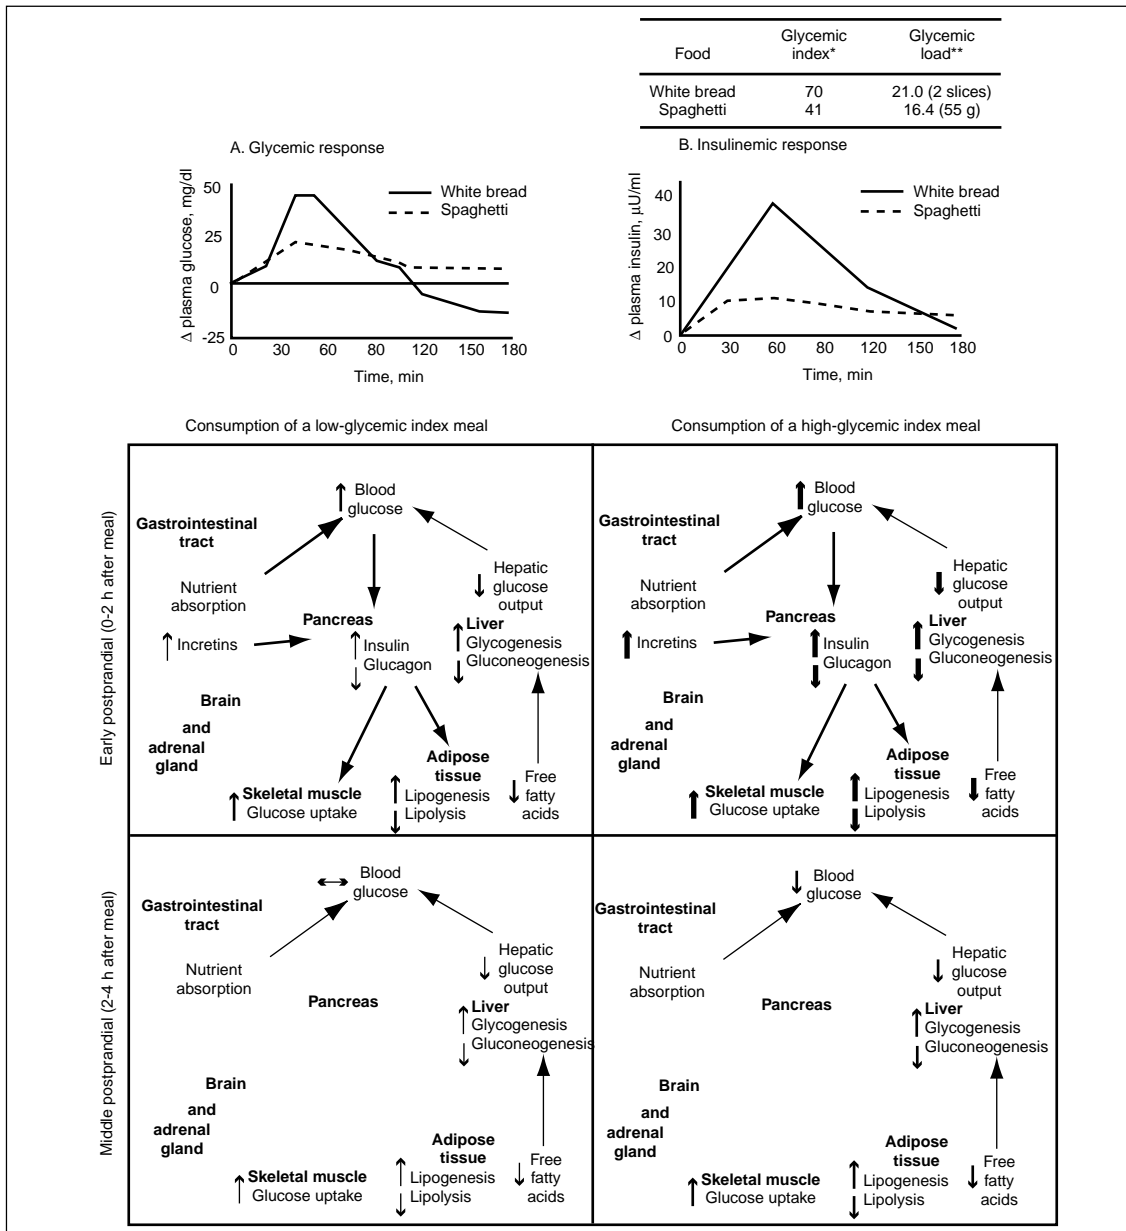 Food
Glycemic
index*
Glycemic
load**
White bread 70 21.0 (2 slices)
Spaghetti 41 16.4 (55 g)
A. Glycemic response
Δ plasma glucose, mg/dl
50
25
0
-25
White bread
Spaghetti
0 30 60 80 120 150 180
Time, min
B. Insulinemic response
Δ plasma insulin, µU/ml
40
30
20
10
0
White bread
Spaghetti
0 30 60 80 120 150 180
Time, min
Consumption of a low-glycemic index meal
Consumption of a high-glycemic index meal
Early postprandial (0-2 h after meal)
Blood
glucose
Gastrointestinal
tract
Nutrient
absorption
Hepatic
glucose
output
Incretins
Pancreas
Insulin
Glucagon
Liver
Glycogenesis
Gluconeogenesis
Brain
and
adrenal
gland
Adipose
tissue
Lipogenesis
Lipolysis
Skeletal muscle
Glucose uptake
Free
fatty
acids
Blood
glucose
Gastrointestinal
tract
Nutrient
absorption
Hepatic
glucose
output
Incretins
Pancreas
Insulin
Glucagon
Liver
Glycogenesis
Gluconeogenesis
Brain
and
adrenal
gland
Adipose
tissue
Lipogenesis
Lipolysis
Skeletal muscle
Glucose uptake
Free
fatty
acids
Middle postprandial (2-4 h after meal)
Blood
glucose
Gastrointestinal
tract
Nutrient
absorption
Hepatic
glucose
output
Pancreas
Liver
Glycogenesis
Gluconeogenesis
Brain
and
adrenal
gland
Adipose
tissue
Lipogenesis
Lipolysis
Skeletal muscle
Glucose uptake
Free
fatty
acids
Blood
glucose
Gastrointestinal
tract
Nutrient
absorption
Hepatic
glucose
output
Pancreas
Liver
Glycogenesis
Gluconeogenesis
Brain
and
adrenal
gland
Adipose
tissue
Lipogenesis
Lipolysis
Skeletal muscle
Glucose uptake
Free
fatty
acids